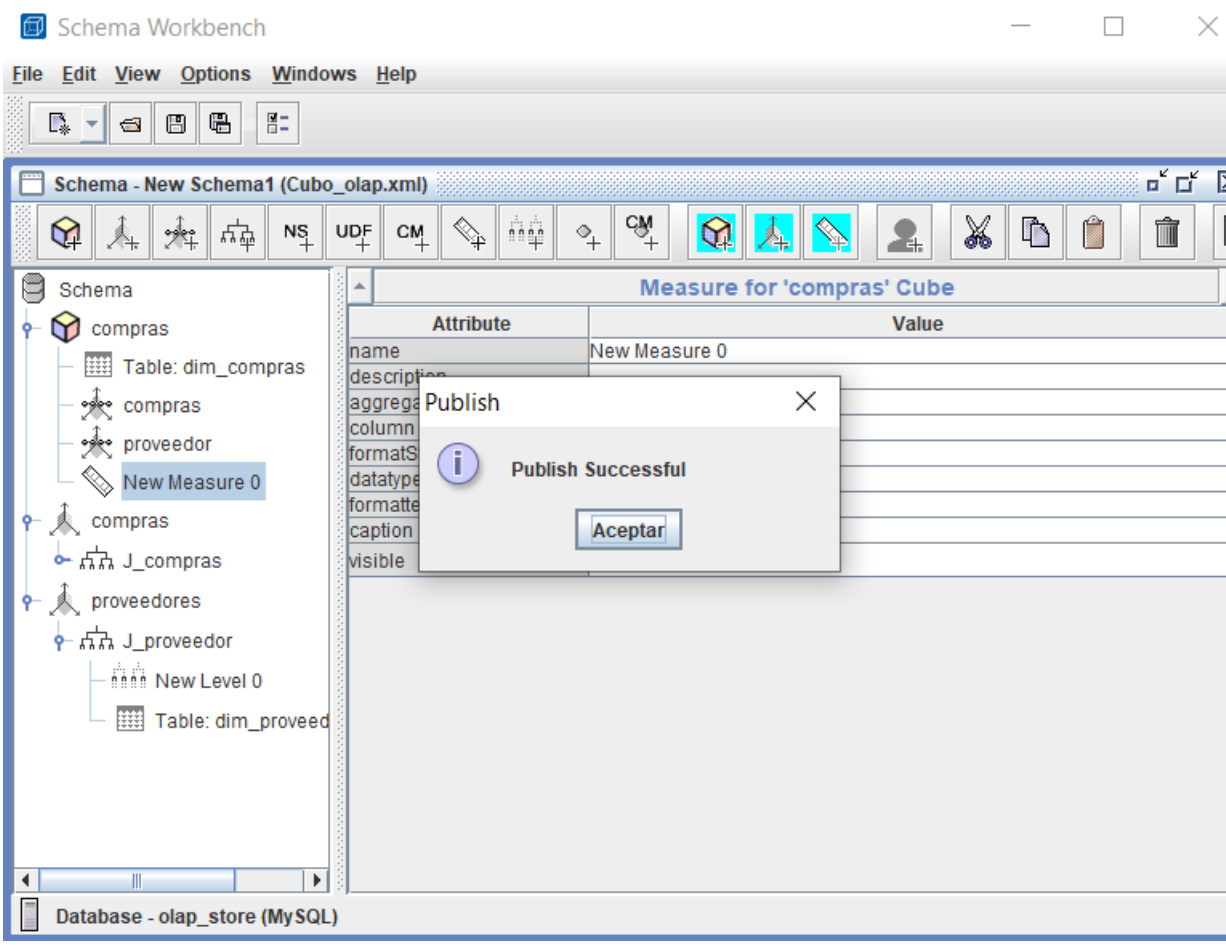 Schema Workbench
File Edit View Options Windows Help
Schema - New Schema1 (Cubo_olap.xml)
NS UDF CM CM
Schema
compras
Table: dim_compras
compras
proveedor
New Measure 0
compras
J_compras
proveedores
J_proveedor
New Level 0
Table: dim_proveed
Measure for 'compras' Cube
Attribute Value
name New Measure 0
description
aggrega
column
formatS
datatype
formatte
caption
visible
Publish
Publish Successful
Aceptar
Database - olap_store (MySQL)